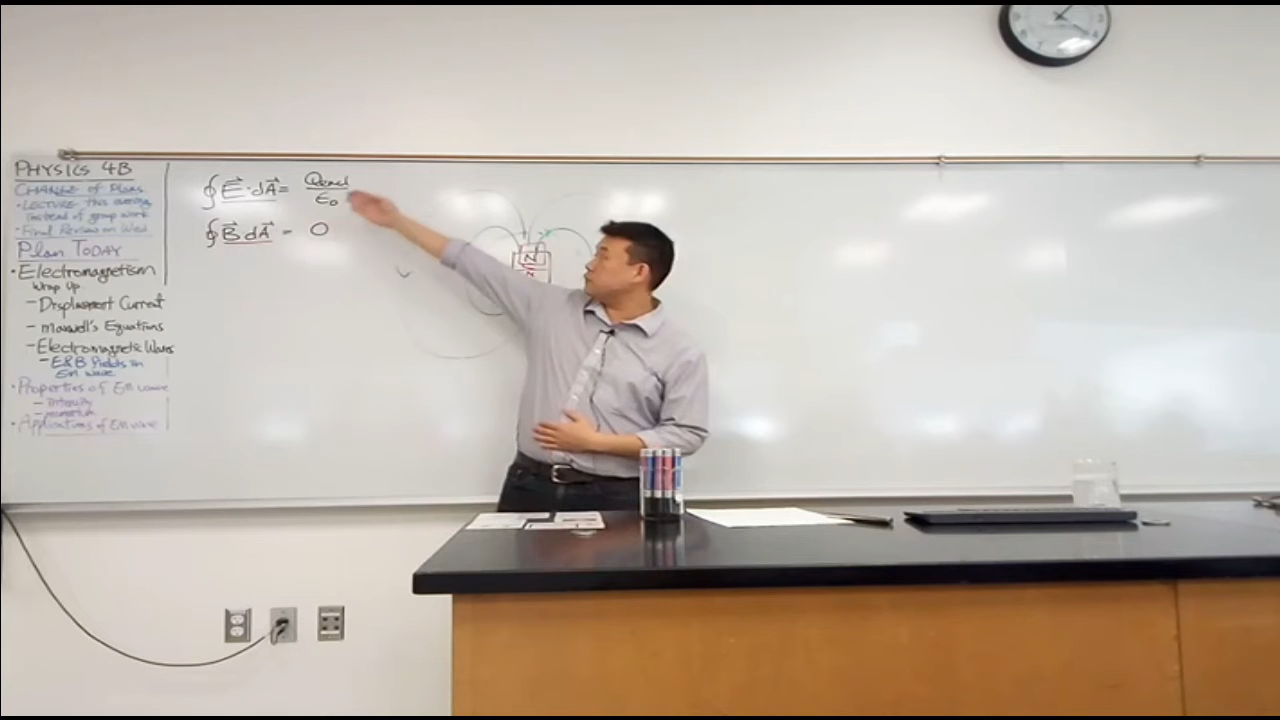 PHYSICS 4B
CHANGE of Plans
• LECTURE this evening
instead of group work
• Final Review on Wed.
Plan TODAY
• Electromagnetism
Wrap Up
- Displacement Current
- Maxwell's Equations
- Electromagnetic Waves
- E&B fields in
EM wave
• Properties of EM wave
- intensity
- momentum
• Applications of EM wave
∮ E⃗ · dA⃗ = Qencl / ε₀
∮ B⃗ dA⃗ = 0
N